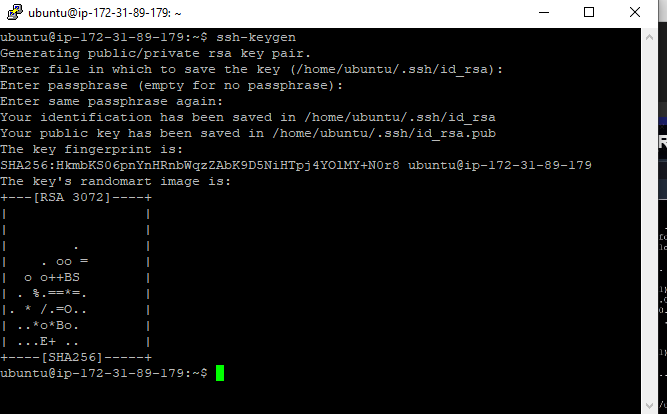 ubuntu@ip-172-31-89-179: ~
ubuntu@ip-172-31-89-179:~$ ssh-keygen
Generating public/private rsa key pair.
Enter file in which to save the key (/home/ubuntu/.ssh/id_rsa):
Enter passphrase (empty for no passphrase):
Enter same passphrase again:
Your identification has been saved in /home/ubuntu/.ssh/id_rsa
Your public key has been saved in /home/ubuntu/.ssh/id_rsa.pub
The key fingerprint is:
SHA256:HkmbKS06pnYnHRnbWqzZAbK9D5NiHTpj4YOlMY+N0r8 ubuntu@ip-172-31-89-179
The key's randomart image is:
+---[RSA 3072]----+
|                 |
|                 |
|        .        |
|    . oo =       |
|  o o++BS        |
| . %.==*=.       |
|. * /.=O..       |
| ..*o*Bo.        |
| ...E+ ..        |
+----[SHA256]-----+
ubuntu@ip-172-31-89-179:~$